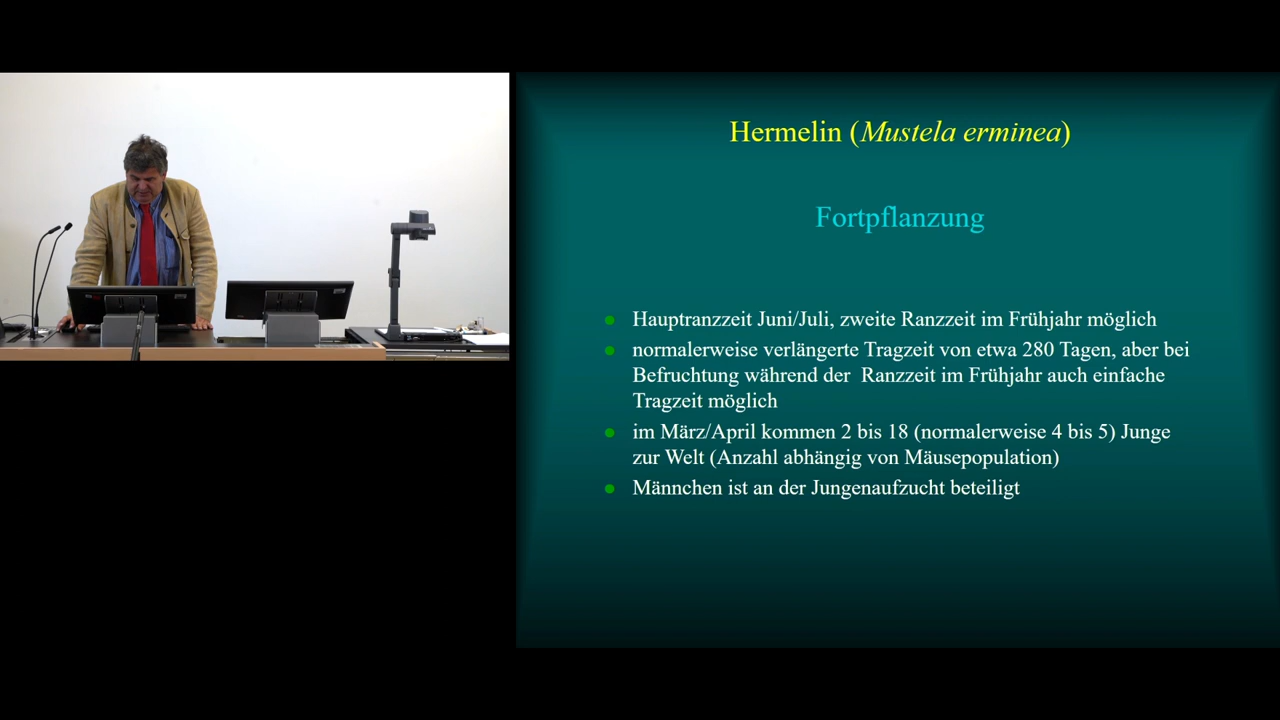 Hermelin (Mustela erminea)
Fortpflanzung
Hauptranzzeit Juni/Juli, zweite Ranzzeit im Frühjahr möglich
normalerweise verlängerte Tragzeit von etwa 280 Tagen, aber bei
Befruchtung während der Ranzzeit im Frühjahr auch einfache
Tragzeit möglich
im März/April kommen 2 bis 18 (normalerweise 4 bis 5) Junge
zur Welt (Anzahl abhängig von Mäusepopulation)
Männchen ist an der Jungenaufzucht beteiligt